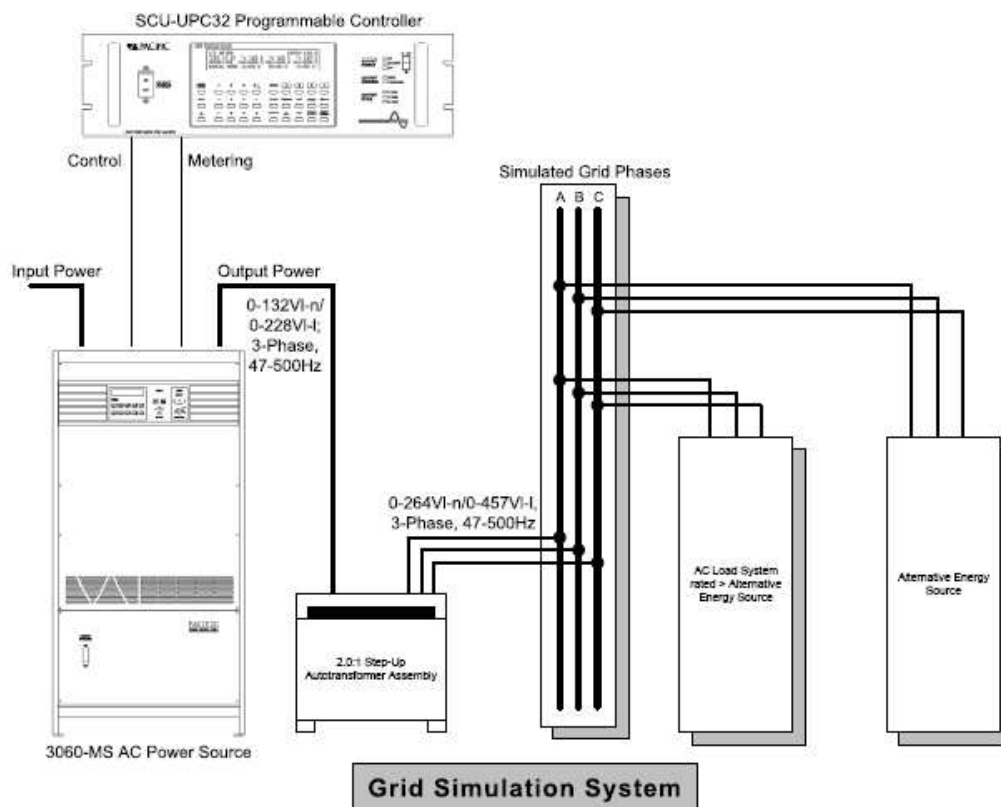 SCU-UPC32 Programmable Controller
PACIFIC
Control
Metering
Simulated Grid Phases
A B C
Input Power
Output Power
0-132Vl-n/
0-228Vl-l;
3-Phase,
47-500Hz
0-264Vl-n/0-457Vl-l,
3-Phase, 47-500Hz
AC Load System
rated > Alternative
Energy Source
Alternative Energy
Source
2.0:1 Step-Up
Autotransformer Assembly
3060-MS AC Power Source
Grid Simulation System